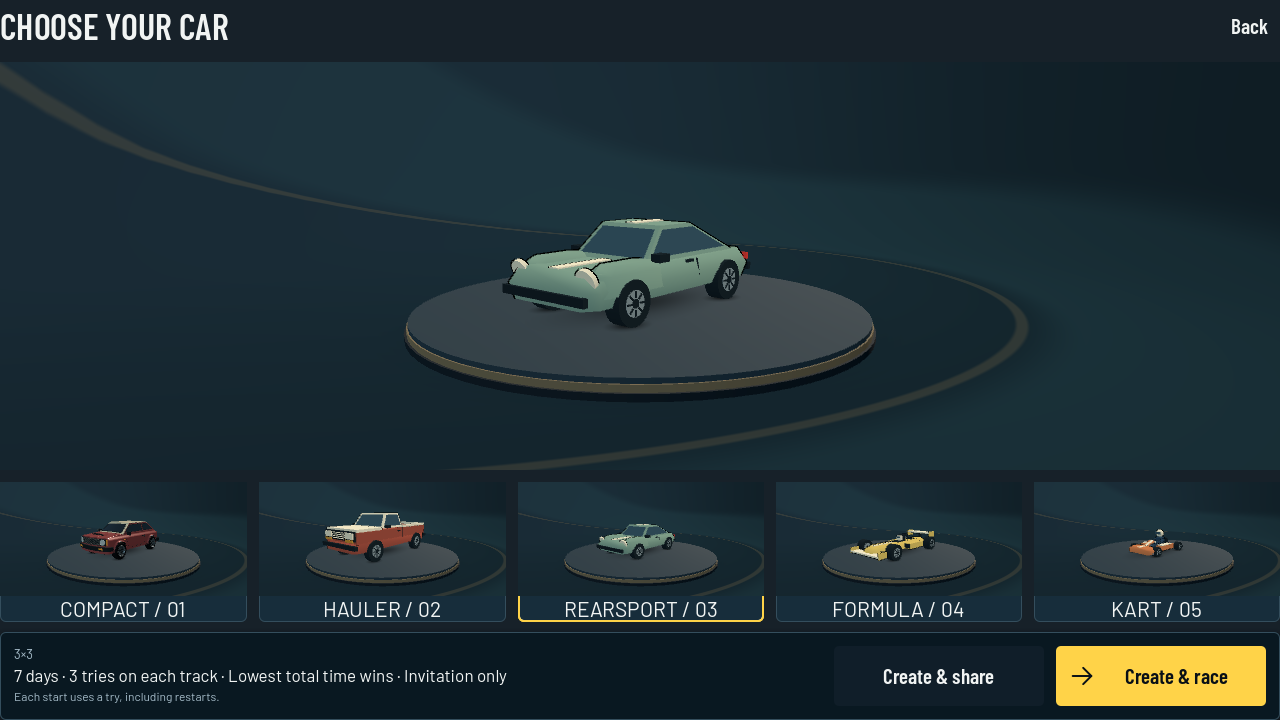 CHOOSE YOUR CAR
Back
COMPACT / 01
HAULER / 02
REARSPORT / 03
FORMULA / 04
KART / 05
3×3
7 days · 3 tries on each track · Lowest total time wins · Invitation only
Each start uses a try, including restarts.
Create & share
Create & race